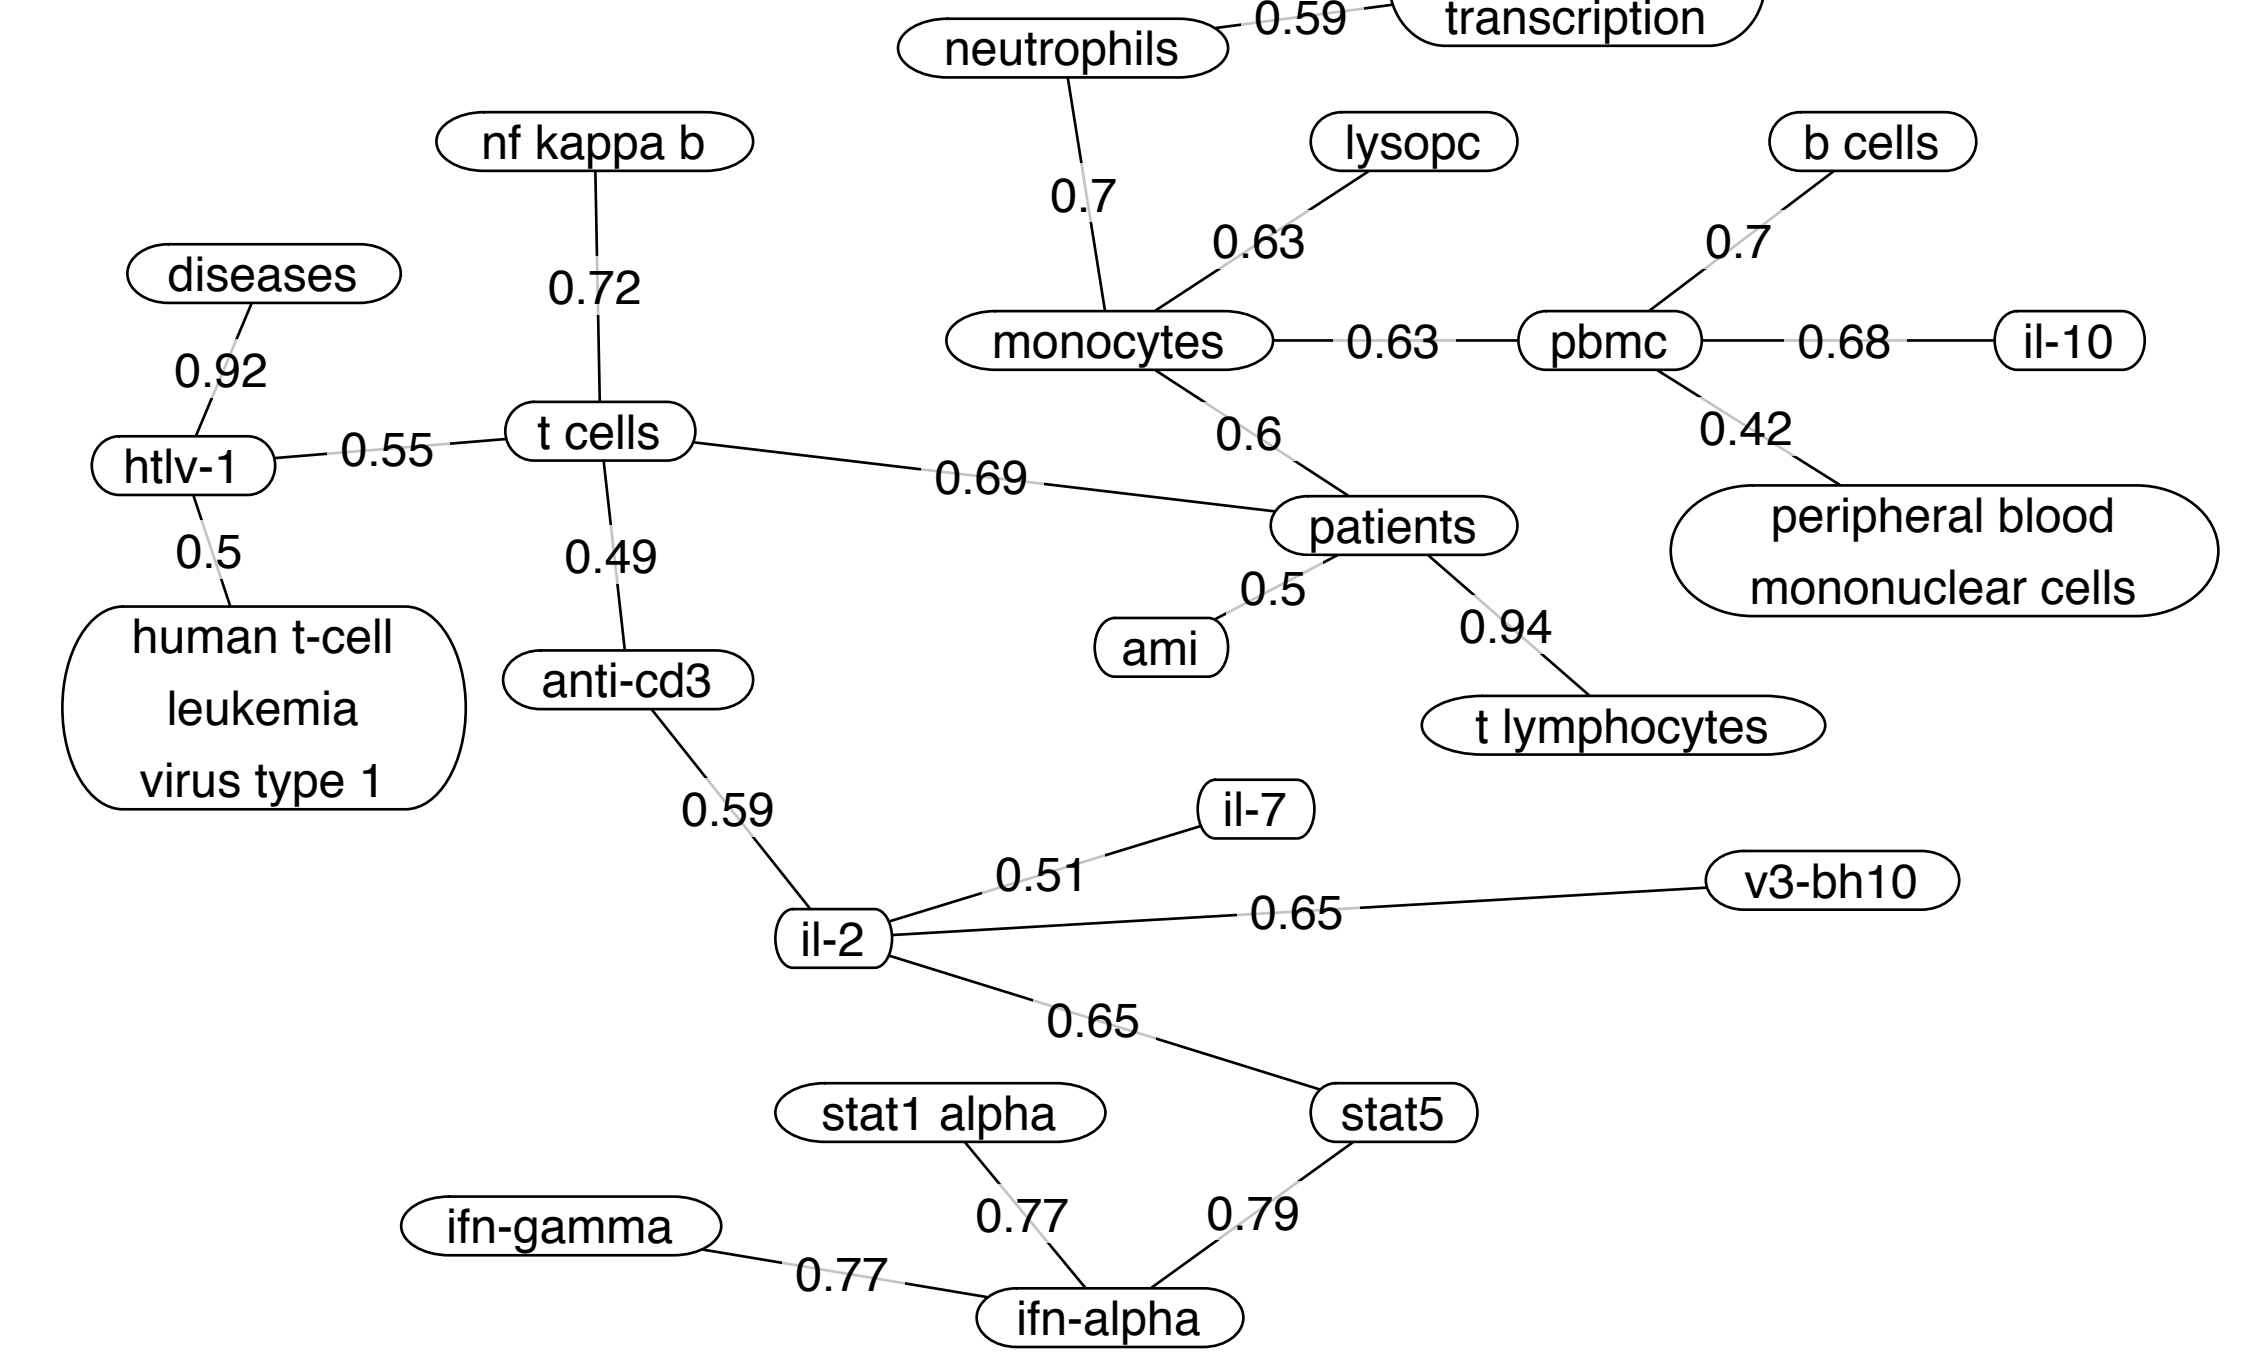 transcription
0.59
neutrophils
nf kappa b
lysopc
b cells
0.7
0.63
0.7
diseases
0.72
0.92
monocytes
0.63
pbmc
0.68
il-10
t cells
0.6
0.42
htlv-1
0.55
0.69
patients
peripheral blood
mononuclear cells
0.5
0.49
0.5
ami
0.94
human t-cell
leukemia
virus type 1
anti-cd3
t lymphocytes
0.59
il-7
0.51
v3-bh10
0.65
il-2
0.65
stat1 alpha
stat5
0.77
0.79
ifn-gamma
0.77
ifn-alpha